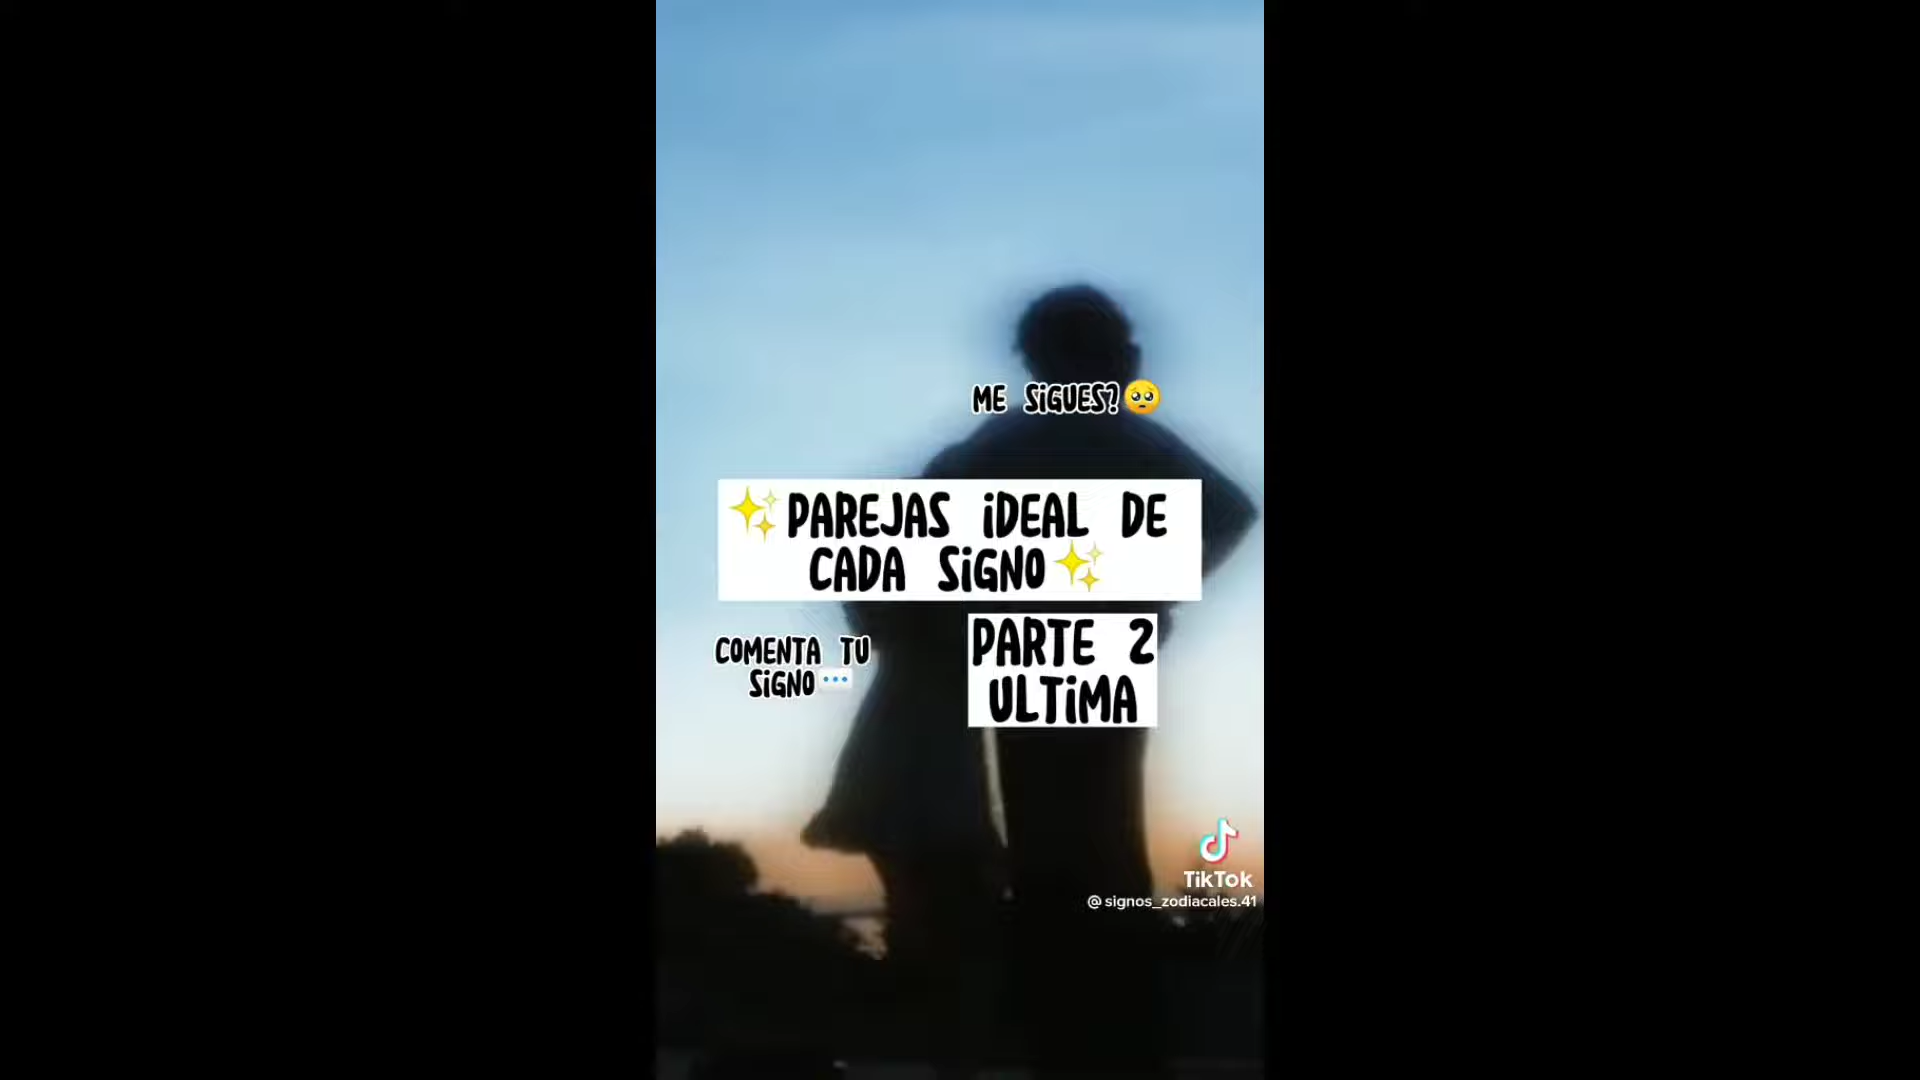 ME SiGUES?🥺
✨PAREJAS iDEAL DE
CADA SiGNO✨
COMENTA TU
SiGNO💬
PARTE 2
ULTiMA
TikTok
@signos_zodiacales.41